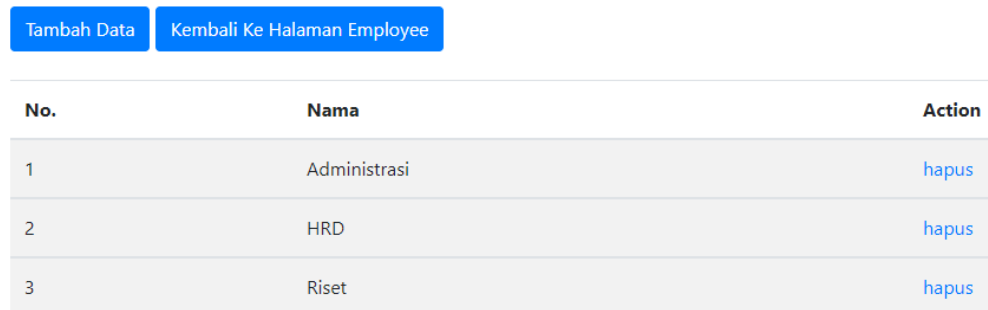 Tambah Data Kembali Ke Halaman Employee
No. Nama Action
1 Administrasi hapus
2 HRD hapus
3 Riset hapus